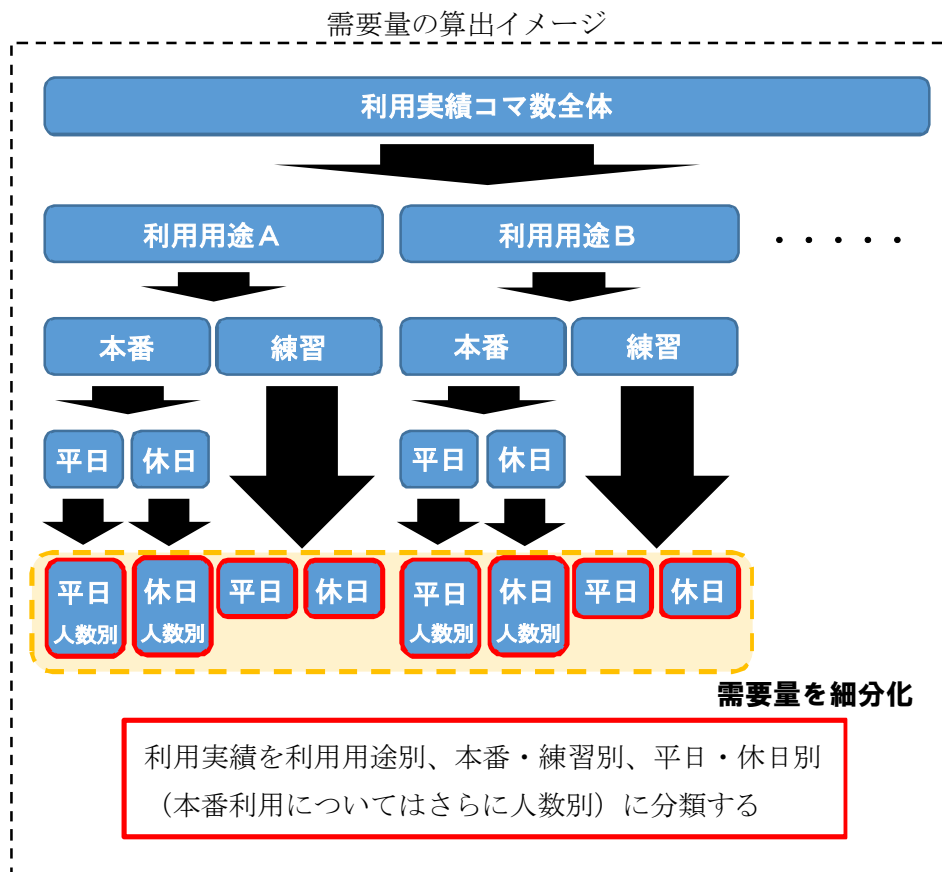 需要量の算出イメージ
利用実績コマ数全体
利用用途A 利用用途B ・・・・・
本番 練習 本番 練習
平日 休日 平日 休日
平日 休日 平日 休日 平日 休日 平日 休日
人数別 人数別 人数別 人数別
需要量を細分化
利用実績を利用用途別、本番・練習別、平日・休日別
（本番利用についてはさらに人数別）に分類する